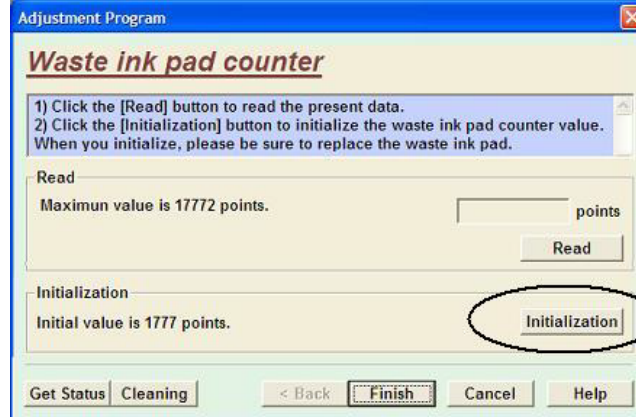 Adjustment Program
Waste ink pad counter
1) Click the [Read] button to read the present data.
2) Click the [Initialization] button to initialize the waste ink pad counter value.
When you initialize, please be sure to replace the waste ink pad.
Read
Maximun value is 17772 points.
points
Read
Initialization
Initial value is 1777 points.
Initialization
Get Status Cleaning < Back Finish Cancel Help